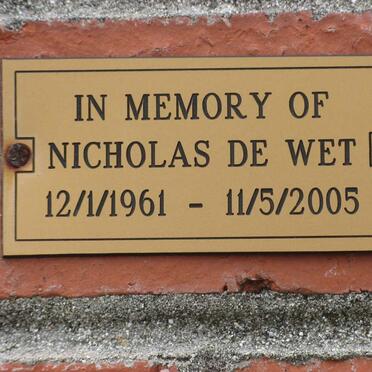 IN MEMORY OF
NICHOLAS DE WET
12/1/1961 - 11/5/2005